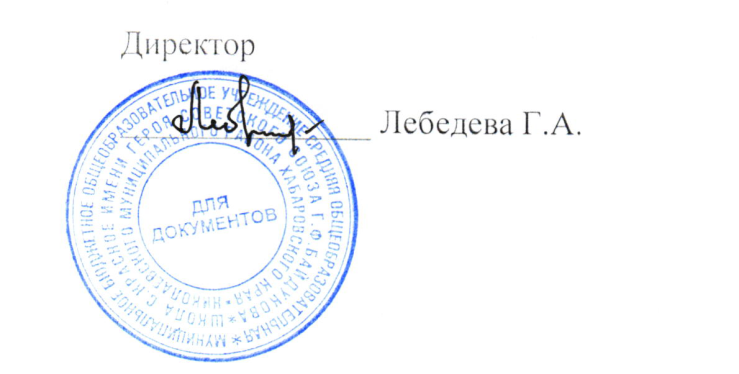 Директор
Лебедева Г.А.
МУНИЦИПАЛЬНОЕ БЮДЖЕТНОЕ ОБЩЕОБРАЗОВАТЕЛЬНОЕ УЧРЕЖДЕНИЕ СРЕДНЯЯ ОБЩЕОБРАЗОВАТЕЛЬНАЯ *
ШКОЛА С.КРАСНОЕ ИМЕНИ ГЕРОЯ СОВЕТСКОГО СОЮЗА Г.Ф.БАЙДУКОВА *
НИКОЛАЕВСКОГО МУНИЦИПАЛЬНОГО РАЙОНА ХАБАРОВСКОГО КРАЯ *
ДЛЯ
ДОКУМЕНТОВ